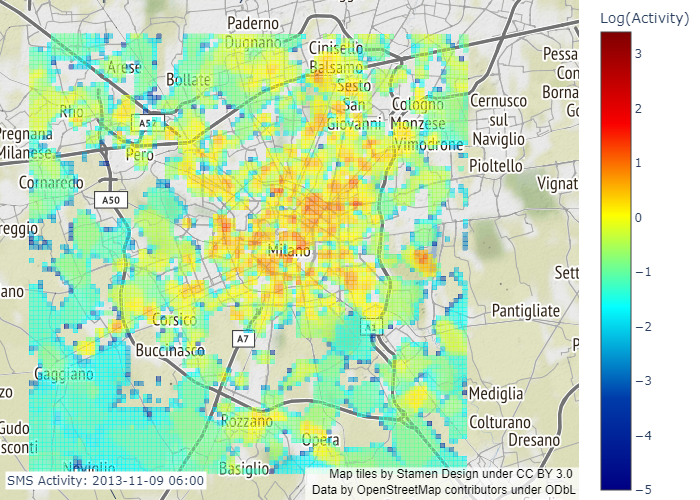 Paderno
Dugnano
Log(Activity)
Cinisello
Balsamo
Arese
Bollate
Sesto
San
Giovanni
Cologno
Monzese
Pessa
Con
Borna
Go
Rho
A52
Cernusco
sul
Naviglio
Pregnana
Milanese
Pero
Vimodrone
Pioltello
Cornaredo
Vignat
A50
reggio
Milano
Sett
ano
Pantigliate
Corsico
A1
A7
P
Buccinasco
Gaggiano
zo
Mediglia
Rozzano
Colturano
Gudo
sconti
Opera
Dresano
Noviglio
Basiglio
SMS Activity: 2013-11-09 06:00
Map tiles by Stamen Design under CC BY 3.0
Data by OpenStreetMap contributors under ODbL
3
2
1
0
−1
−2
−3
−4
−5